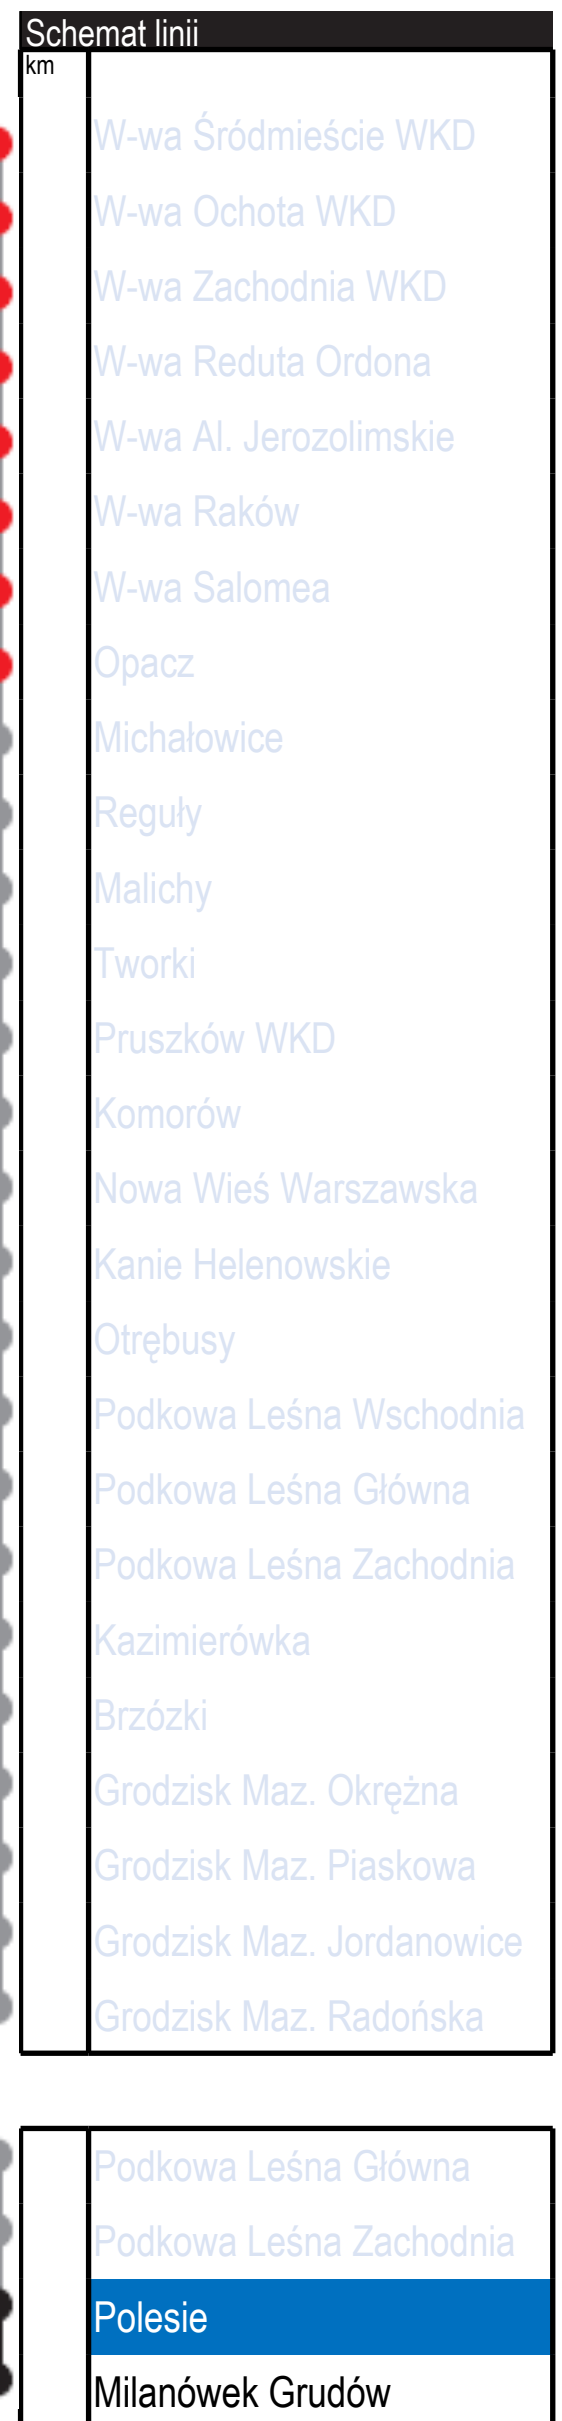 Schemat linii
km
W-wa Śródmieście WKD
W-wa Ochota WKD
W-wa Zachodnia WKD
W-wa Reduta Ordona
W-wa Al. Jerozolimskie
W-wa Raków
W-wa Salomea
Opacz
Michałowice
Reguły
Malichy
Tworki
Pruszków WKD
Komorów
Nowa Wieś Warszawska
Kanie Helenowskie
Otrębusy
Podkowa Leśna Wschodnia
Podkowa Leśna Główna
Podkowa Leśna Zachodnia
Kazimierówka
Brzózki
Grodzisk Maz. Okrężna
Grodzisk Maz. Piaskowa
Grodzisk Maz. Jordanowice
Grodzisk Maz. Radońska
Podkowa Leśna Główna
Podkowa Leśna Zachodnia
Polesie
Milanówek Grudów